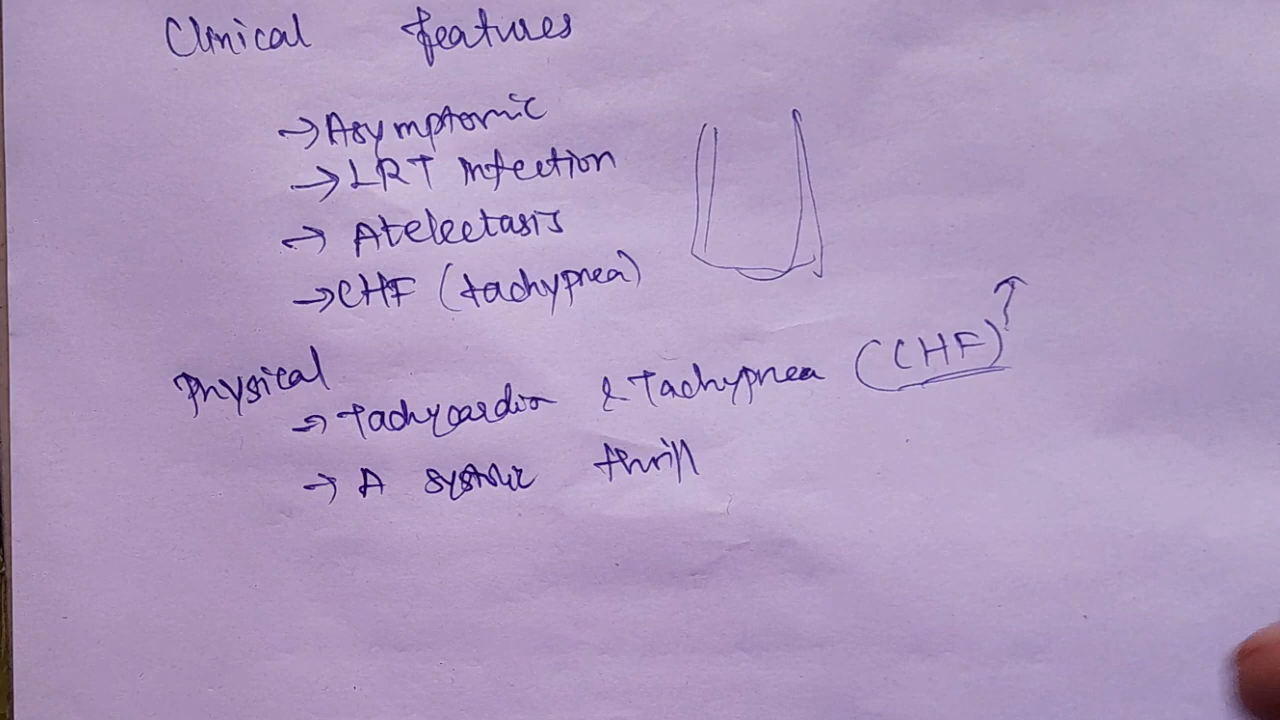 Clinical features
→ Asymptomic
→ LRT Infection
→ Atelectasis
→ CHF (tachypnea)
Physical
→ Tachycardia & Tachypnea (CHF)↑
→ A systolic thrill